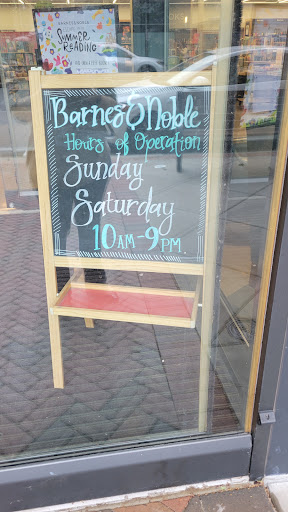 Summer
READING
Barnes & Noble
Hours of Operation
Sunday -
Saturday
10AM-9PM